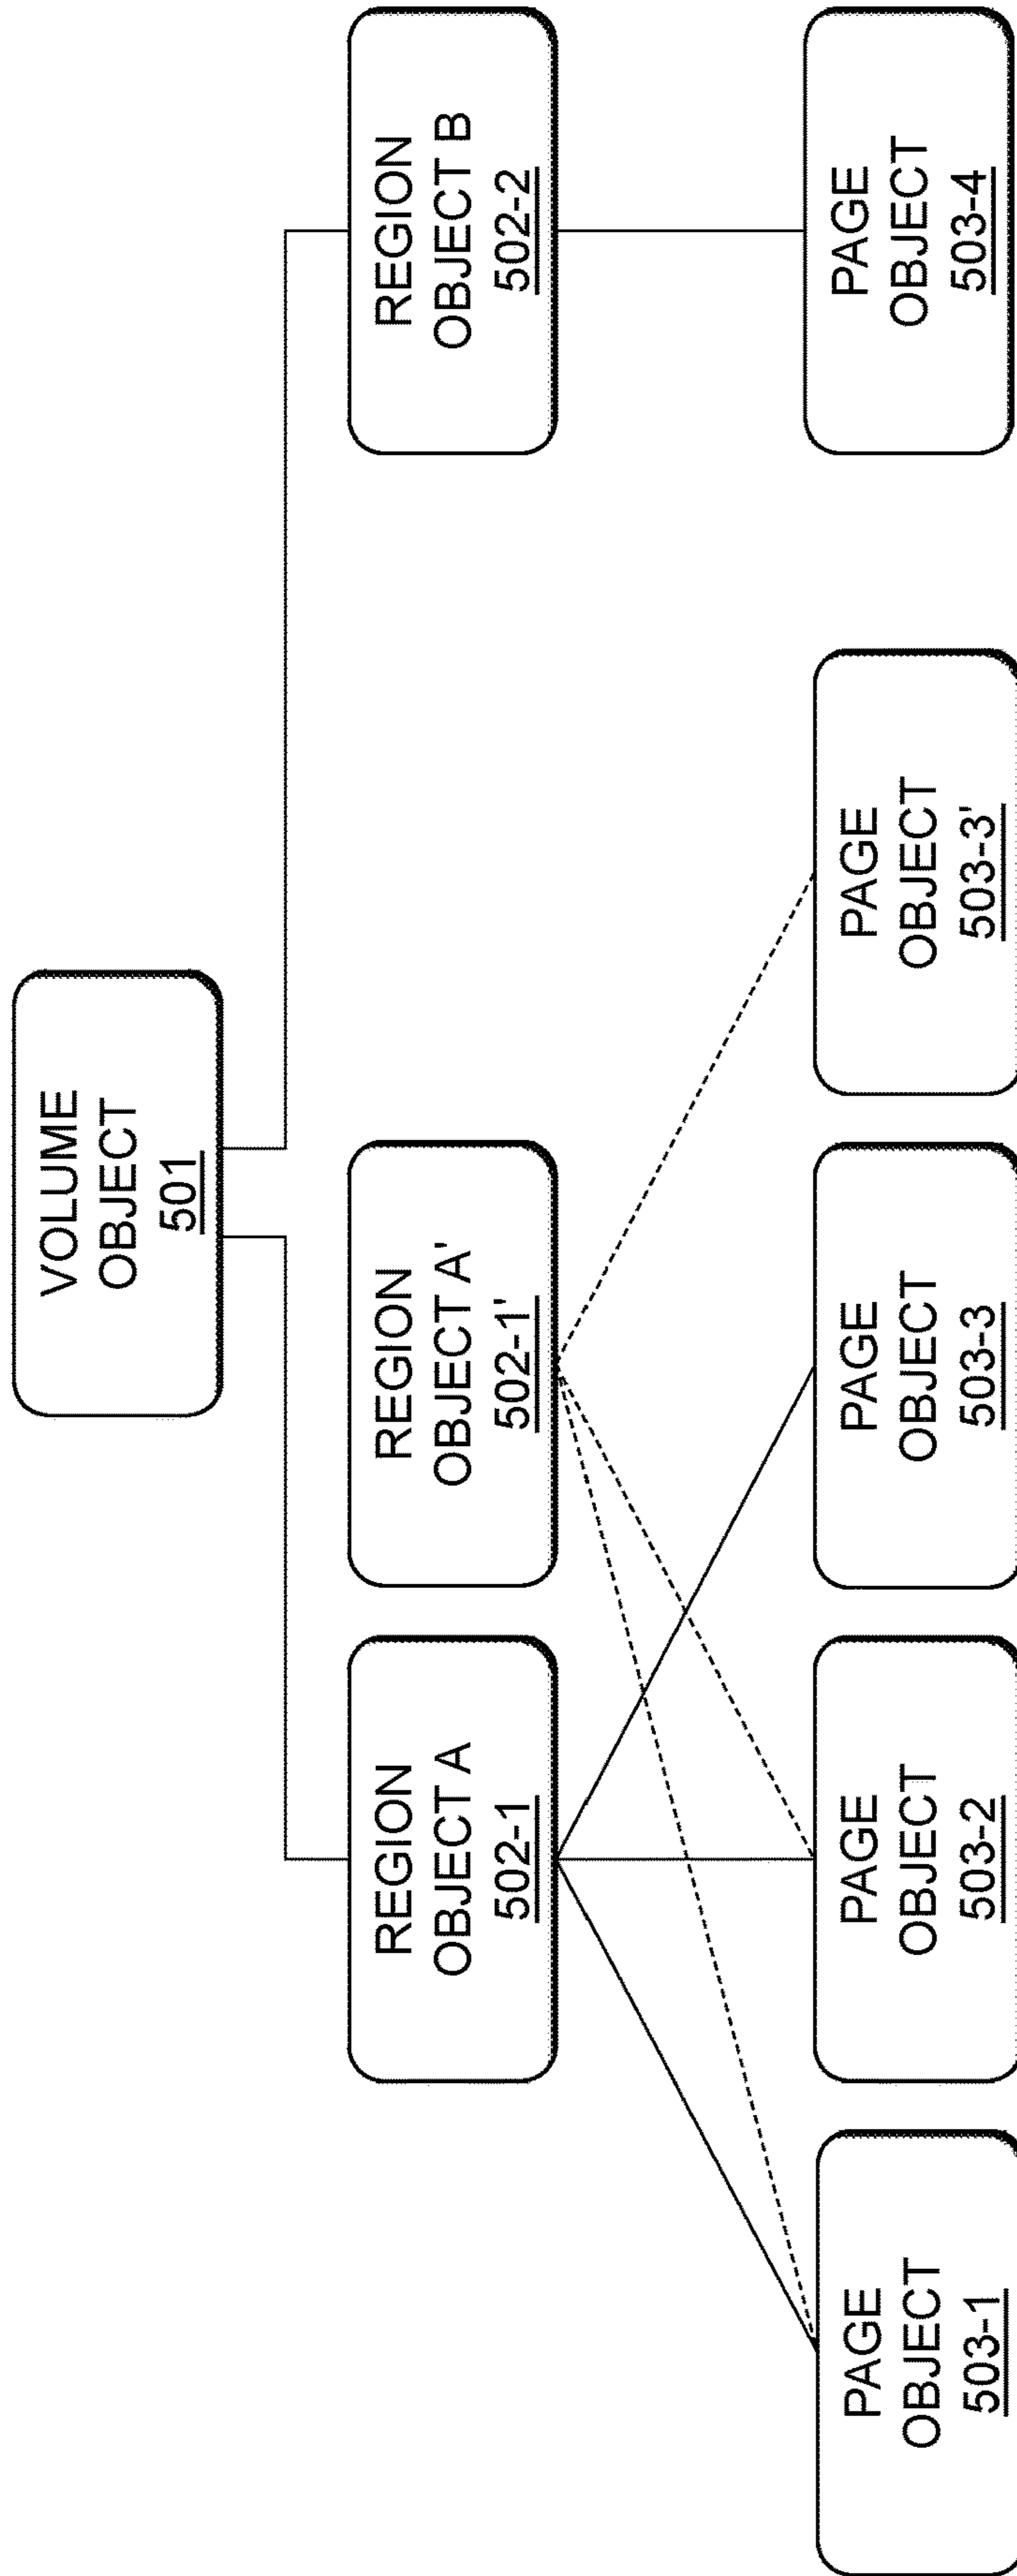 VOLUME
OBJECT
501
REGION
OBJECT A
502-1
REGION
OBJECT A'
502-1'
REGION
OBJECT B
502-2
PAGE
OBJECT
503-1
PAGE
OBJECT
503-2
PAGE
OBJECT
503-3
PAGE
OBJECT
503-3'
PAGE
OBJECT
503-4